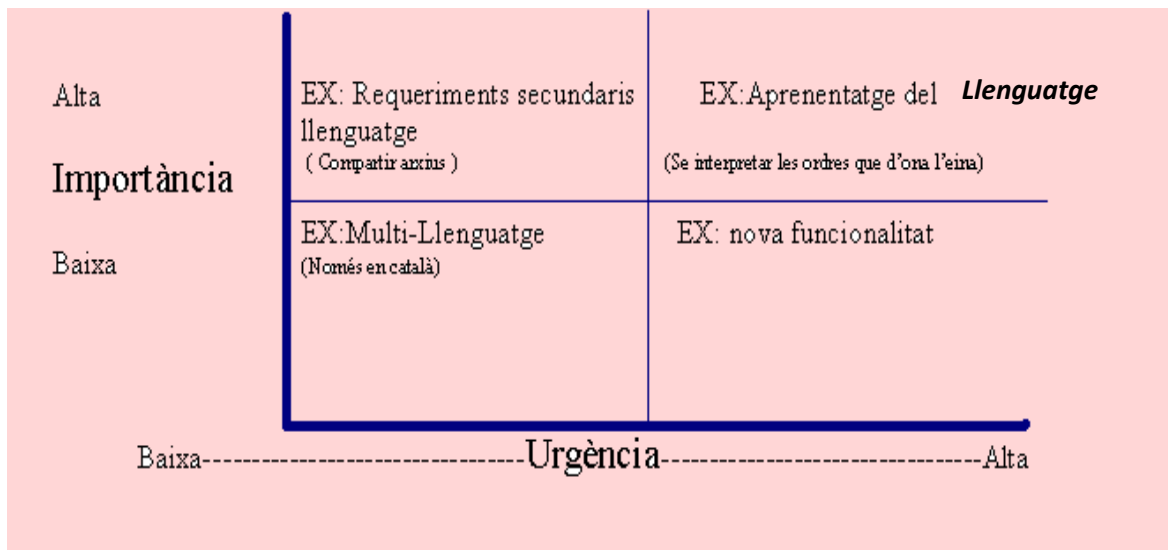 Alta
EX: Requeriments secundaris
llenguatge
( Compartir arxius )
EX:Aprenentatge del Llenguatge
(Se interpretar les ordres que d'ona l'eina)
Importància
EX:Multi-Llenguatge
(Només en català)
EX: nova funcionalitat
Baixa
Baixa--------------------------------Urgència--------------------------------Alta